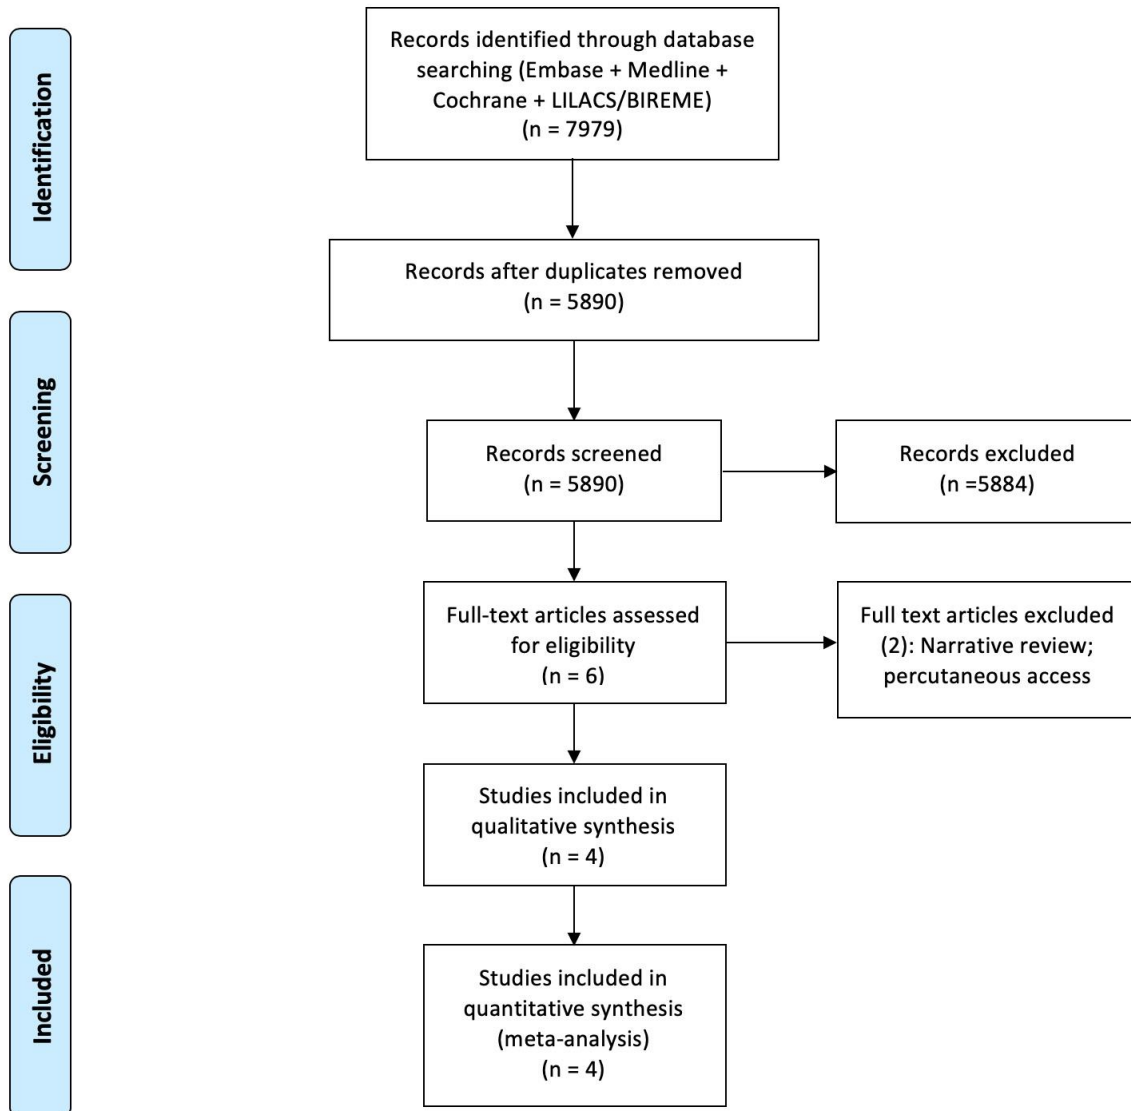 Identification
Records identified through database
searching (Embase + Medline +
Cochrane + LILACS/BIREME)
(n = 7979)
Records after duplicates removed
(n = 5890)
Screening
Records screened
(n = 5890)
Records excluded
(n =5884)
Eligibility
Full-text articles assessed
for eligibility
(n = 6)
Full text articles excluded
(2): Narrative review;
percutaneous access
Studies included in
qualitative synthesis
(n = 4)
Included
Studies included in
quantitative synthesis
(meta-analysis)
(n = 4)